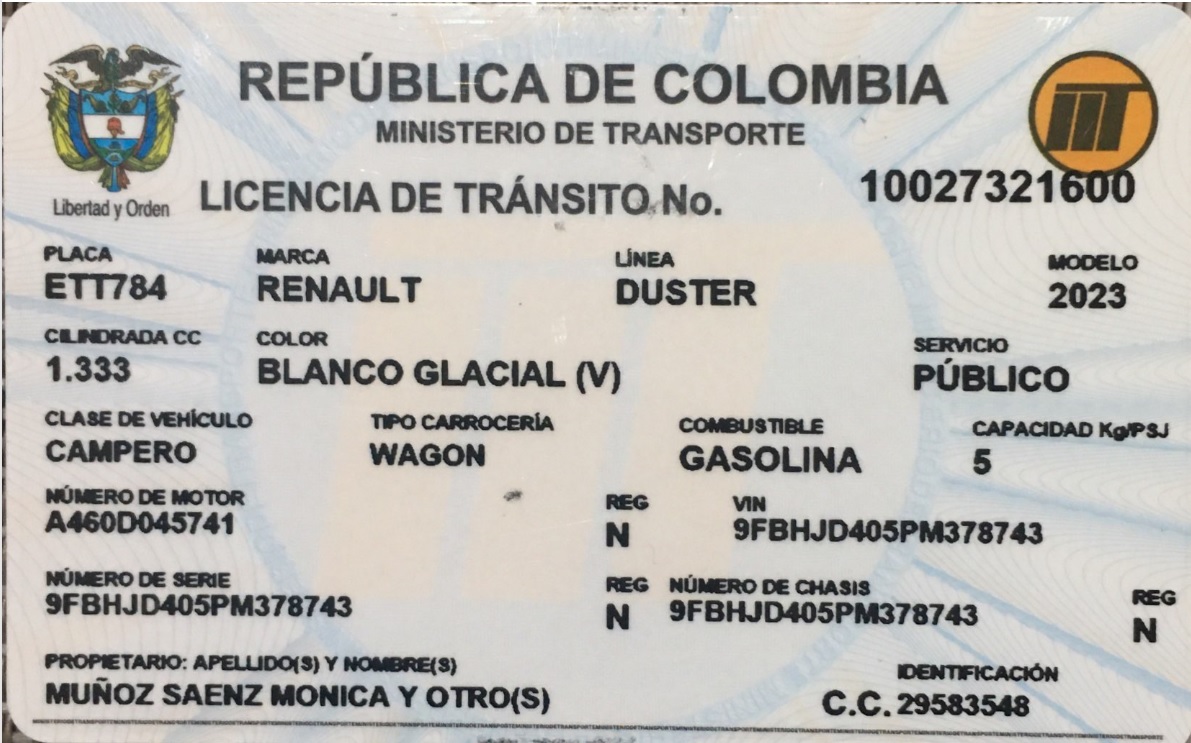 REPÚBLICA DE COLOMBIA
MINISTERIO DE TRANSPORTE
Libertad y Orden
LICENCIA DE TRÁNSITO No. 10027321600
PLACA MARCA LÍNEA MODELO
ETT784 RENAULT DUSTER 2023
CILINDRADA CC COLOR SERVICIO
1.333 BLANCO GLACIAL (V) PÚBLICO
CLASE DE VEHÍCULO TIPO CARROCERÍA COMBUSTIBLE CAPACIDAD Kg/PSJ
CAMPERO WAGON GASOLINA 5
NÚMERO DE MOTOR REG VIN
A460D045741 N 9FBHJD405PM378743
NÚMERO DE SERIE REG NÚMERO DE CHASIS REG
9FBHJD405PM378743 N 9FBHJD405PM378743 N
PROPIETARIO: APELLIDO(S) Y NOMBRE(S) IDENTIFICACIÓN
MUÑOZ SAENZ MONICA Y OTRO(S) C.C. 29583548